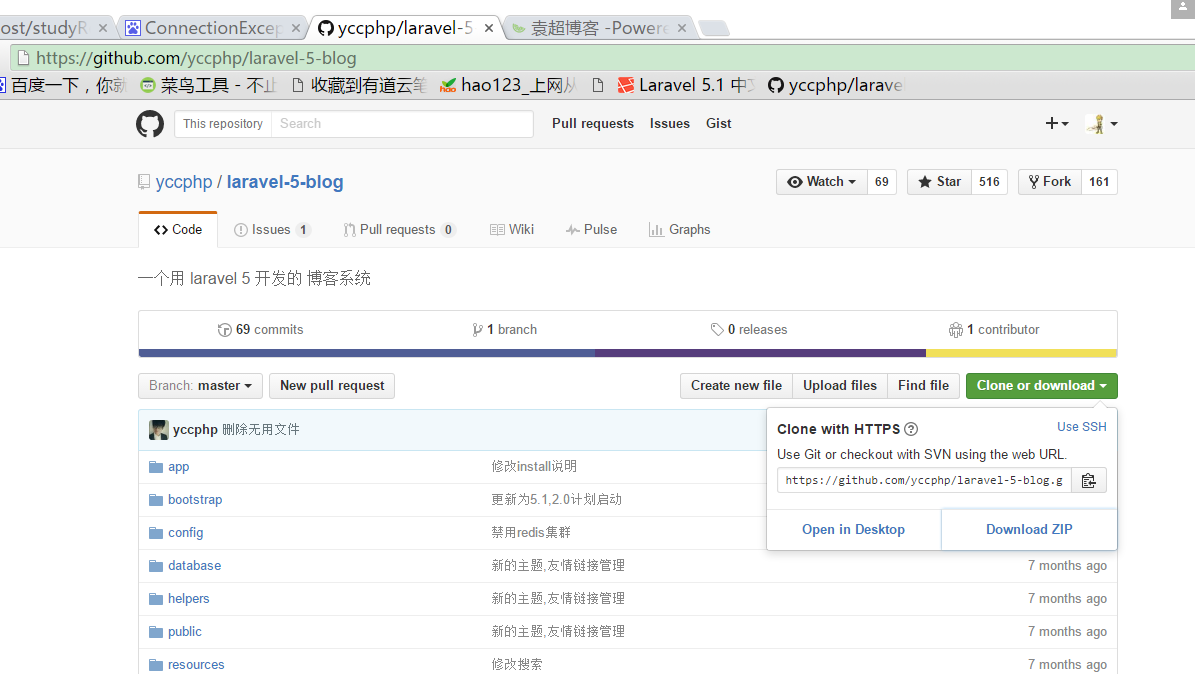 ost/studyR × ConnectionExcep × yccphp/laravel-5 × 袁超博客 -Powere ×
https://github.com/yccphp/laravel-5-blog
百度一下，你就 菜鸟工具 - 不止 收藏到有道云笔 hao123_上网从 Laravel 5.1 中文 yccphp/larave
This repository Search Pull requests Issues Gist
yccphp / laravel-5-blog Watch 69 Star 516 Fork 161
Code Issues 1 Pull requests 0 Wiki Pulse Graphs
一个用 laravel 5 开发的 博客系统
69 commits 1 branch 0 releases 1 contributor
Branch: master New pull request Create new file Upload files Find file Clone or download
yccphp 删除无用文件
Clone with HTTPS Use SSH
Use Git or checkout with SVN using the web URL.
https://github.com/yccphp/laravel-5-blog.g
Open in Desktop Download ZIP
app 修改install说明
bootstrap 更新为5.1,2.0计划启动
config 禁用redis集群
database 新的主题,友情链接管理 7 months ago
helpers 新的主题,友情链接管理 7 months ago
public 新的主题,友情链接管理 7 months ago
resources 修改搜索 7 months ago